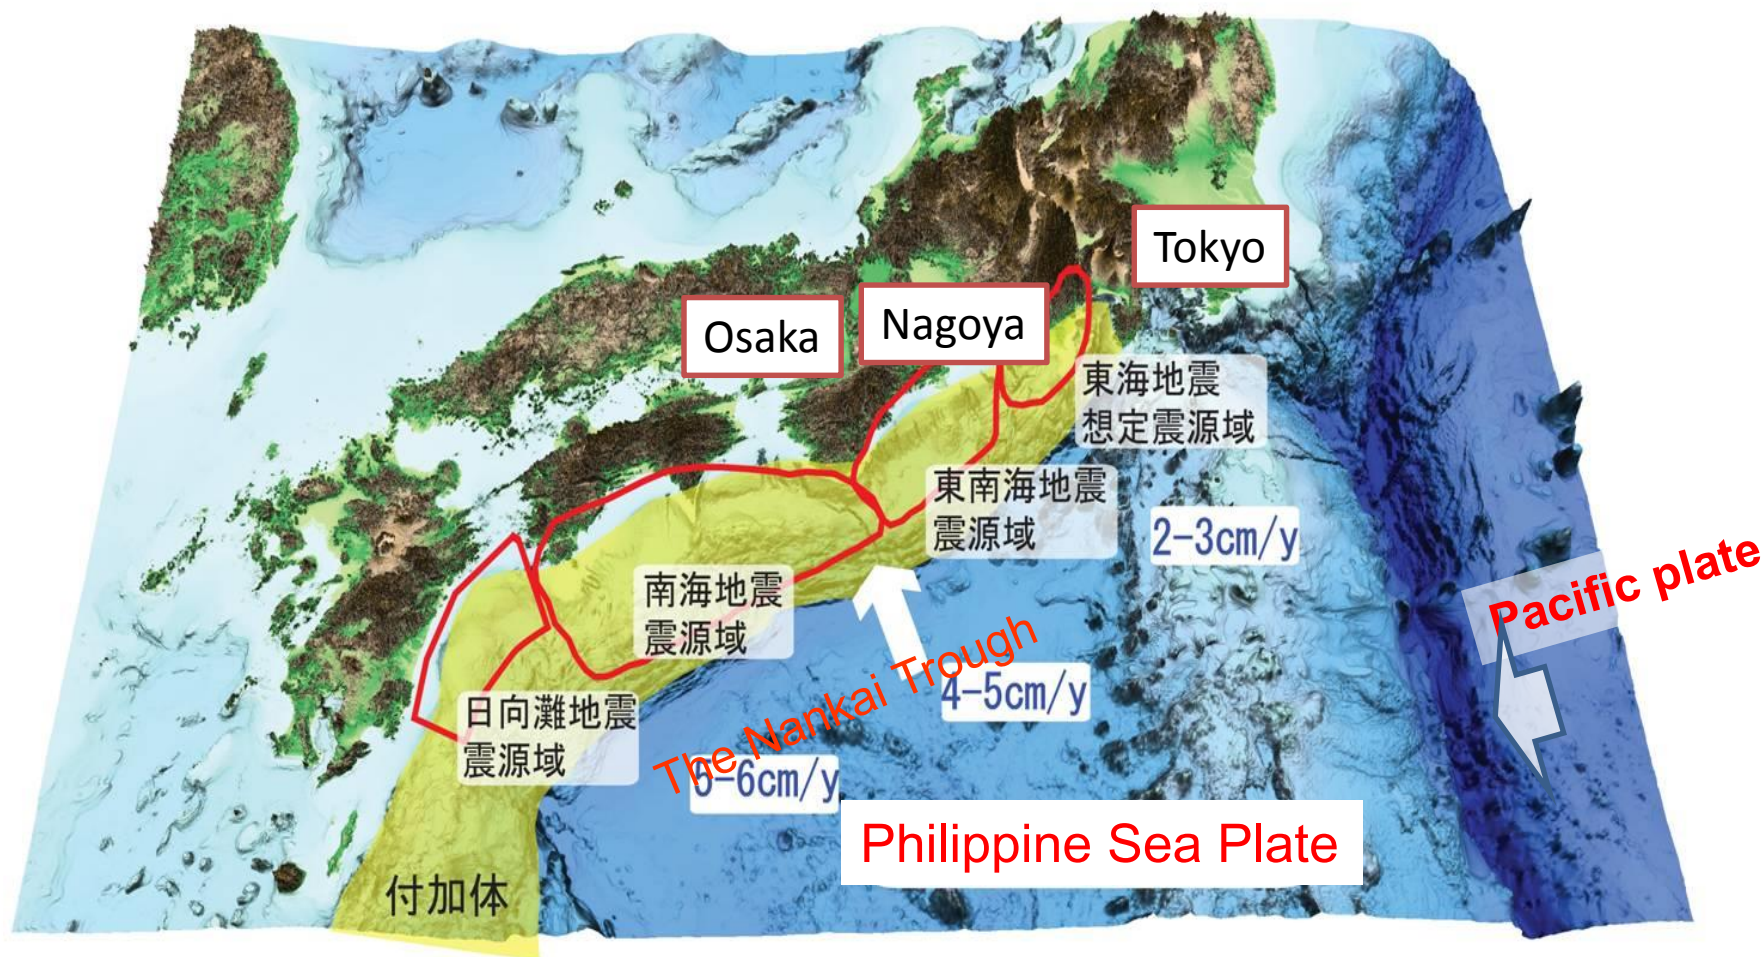 Tokyo
Osaka
Nagoya
東海地震
想定震源域
東南海地震
震源域
2-3cm/y
Pacific plate
南海地震
震源域
The Nankai Trough
4-5cm/y
日向灘地震
震源域
5-6cm/y
Philippine Sea Plate
付加体